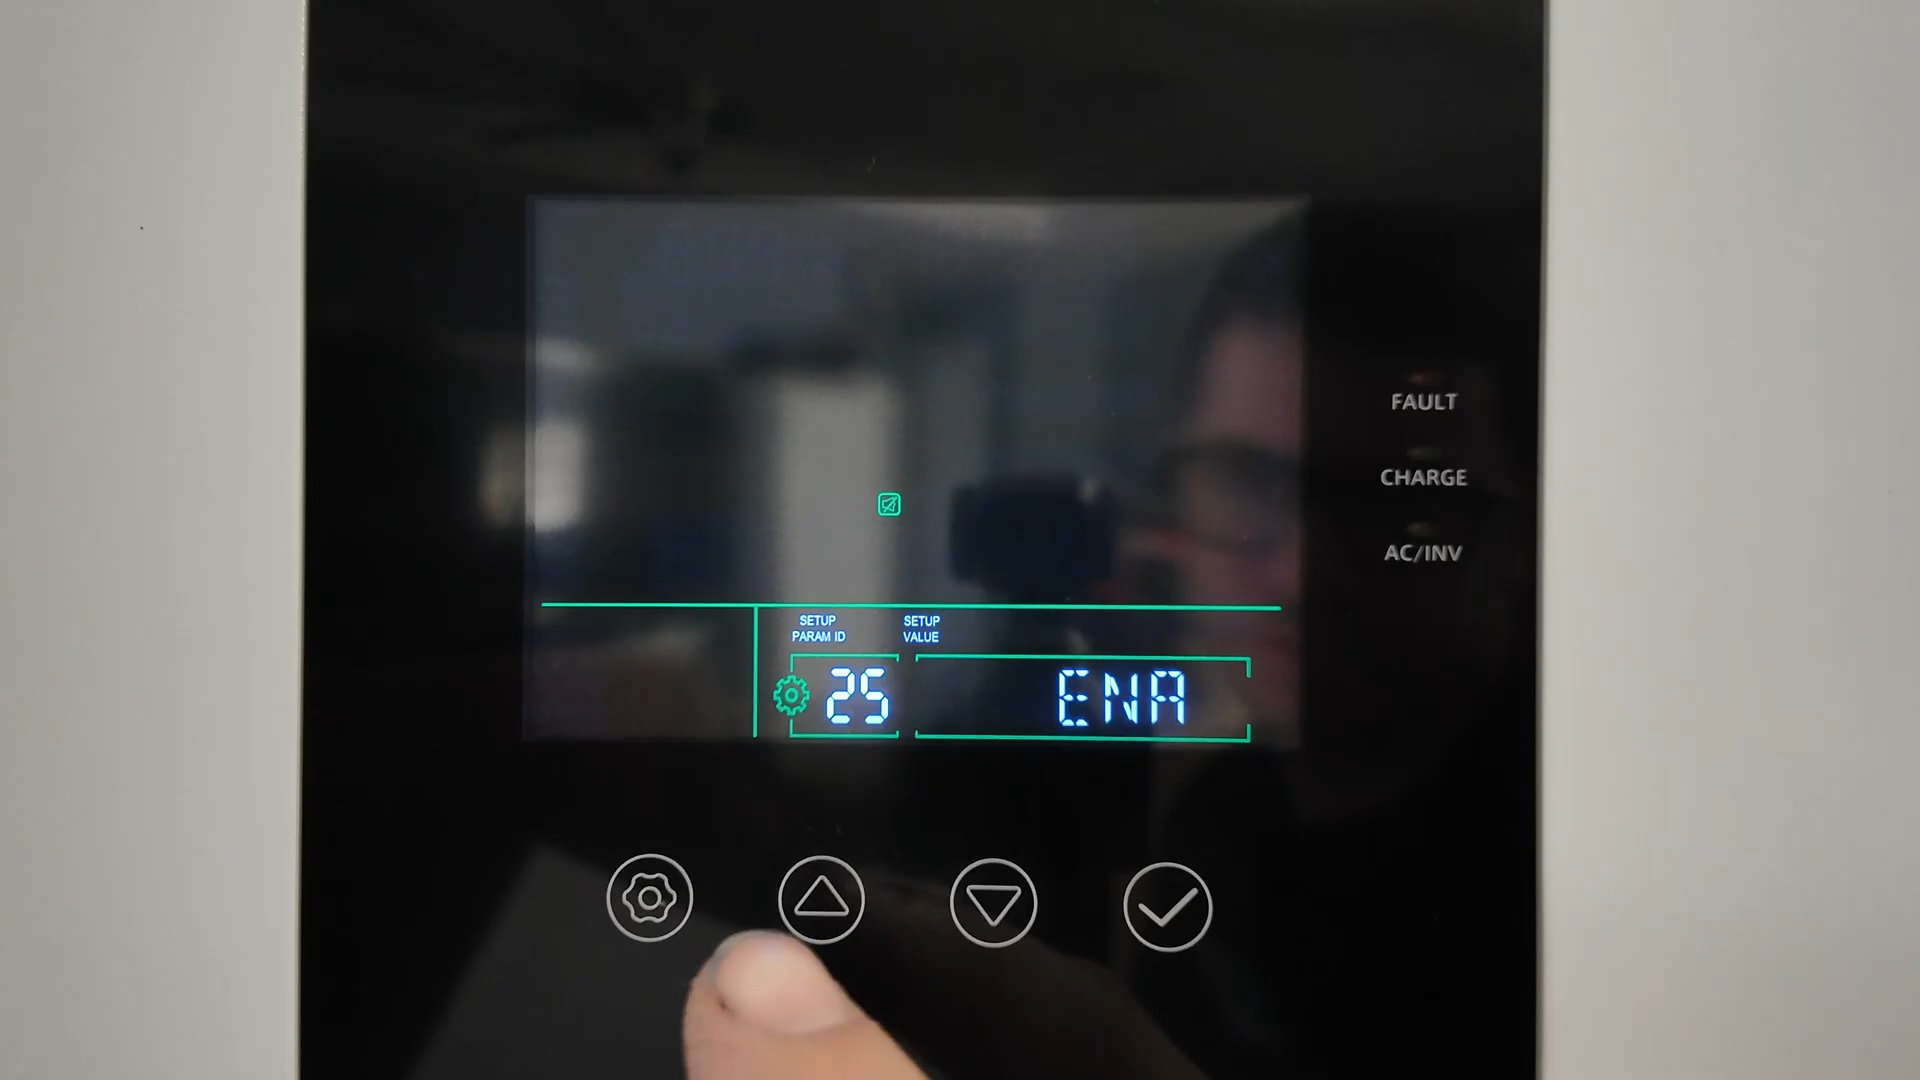 FAULT
CHARGE
AC/INV
SETUP PARAM ID
SETUP VALUE
25
ENA